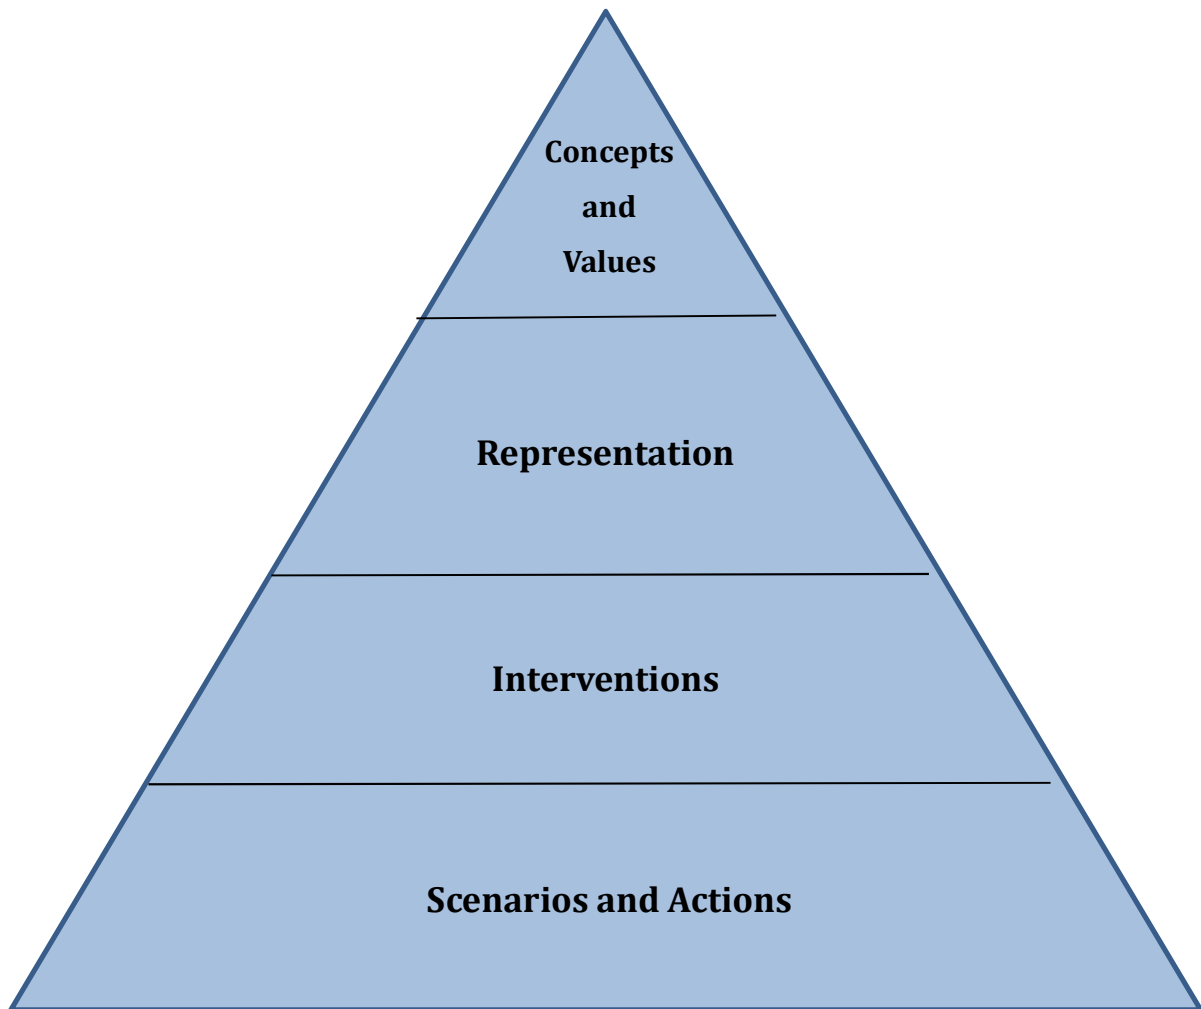 Concepts
and
Values
Representation
Interventions
Scenarios and Actions